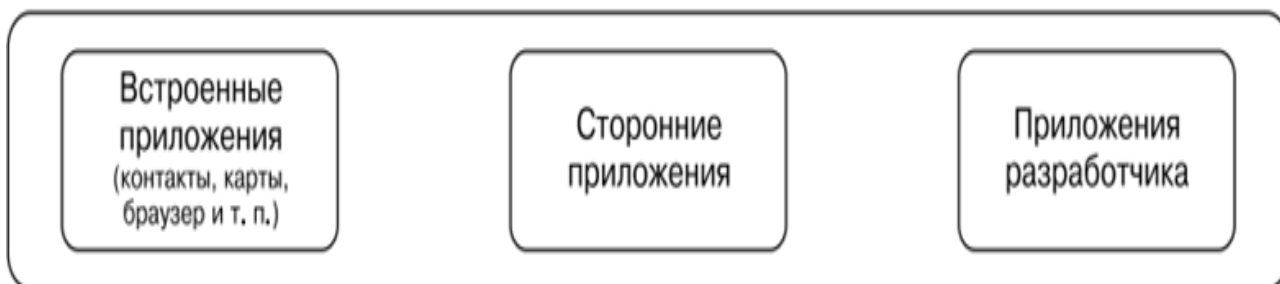 Встроенные
приложения
(контакты, карты,
браузер и т. п.)
Сторонние
приложения
Приложения
разработчика